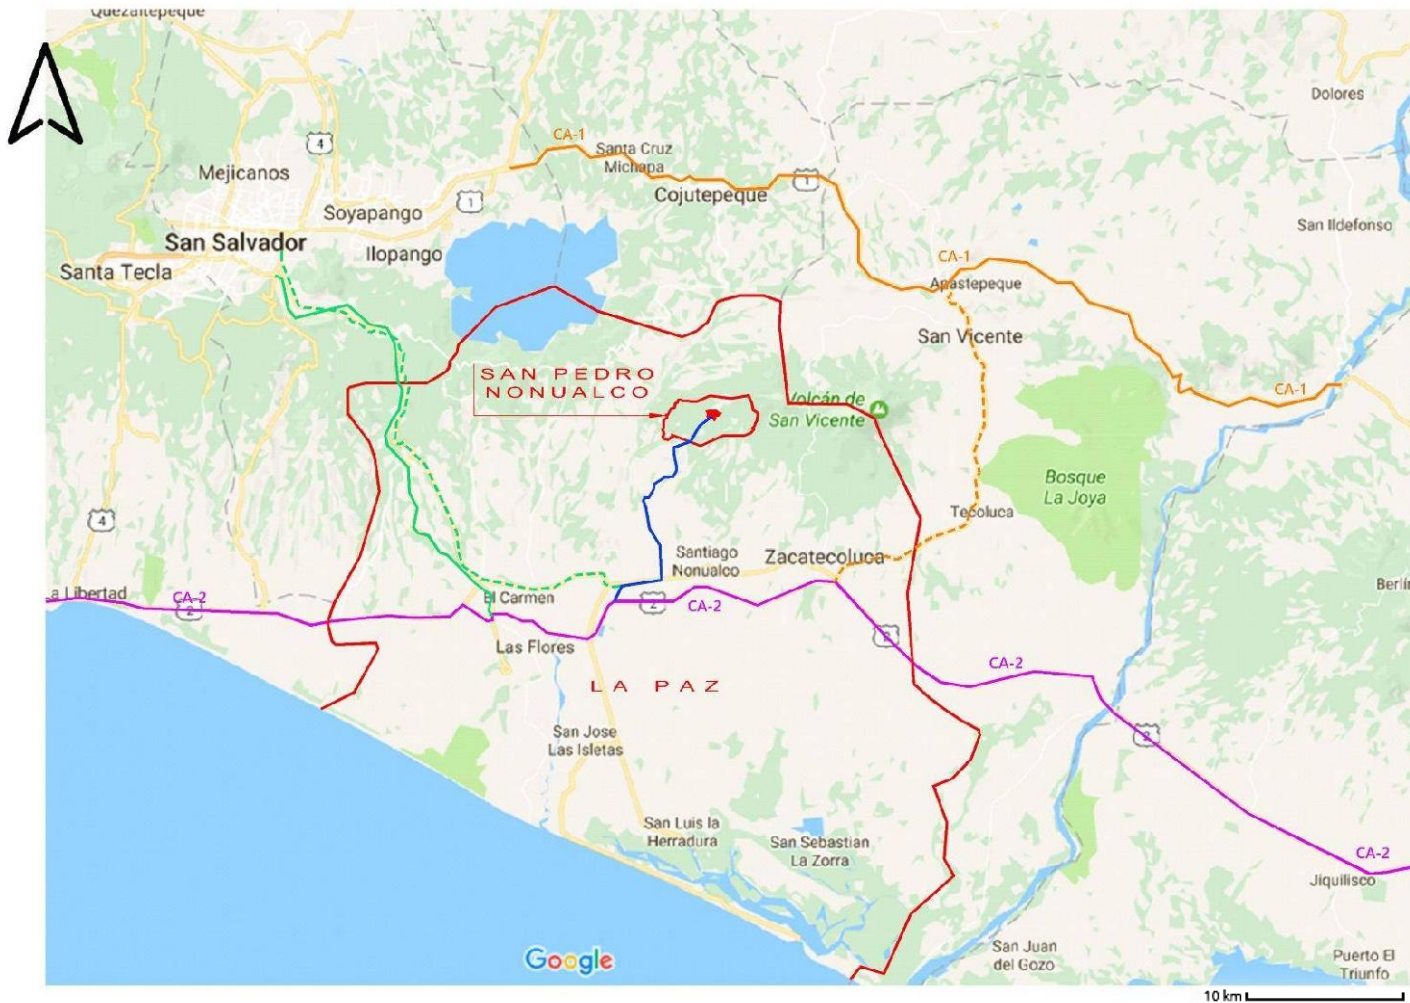 Quezaltepeque
Dolores
4
CA-1
Santa Cruz
Michapa
Mejicanos
1
Cojutepeque
1
Soyapango
San Ildefonso
San Salvador
Ilopango
CA-1
Santa Tecla
Apastepeque
San Vicente
SAN PEDRO
NONUALCO
CA-1
Volcán de
San Vicente
Bosque
La Joya
4
Tecoluca
Santiago
Nonualco
Zacatecoluca
La Libertad
CA-2
2
El Carmen
2
CA-2
Berlín
2
Las Flores
CA-2
LA PAZ
San Jose
Las Isletas
2
San Luis la
Herradura
San Sebastian
La Zorra
CA-2
Jiquilisco
Google
San Juan
del Gozo
Puerto El
Triunfo
10 km